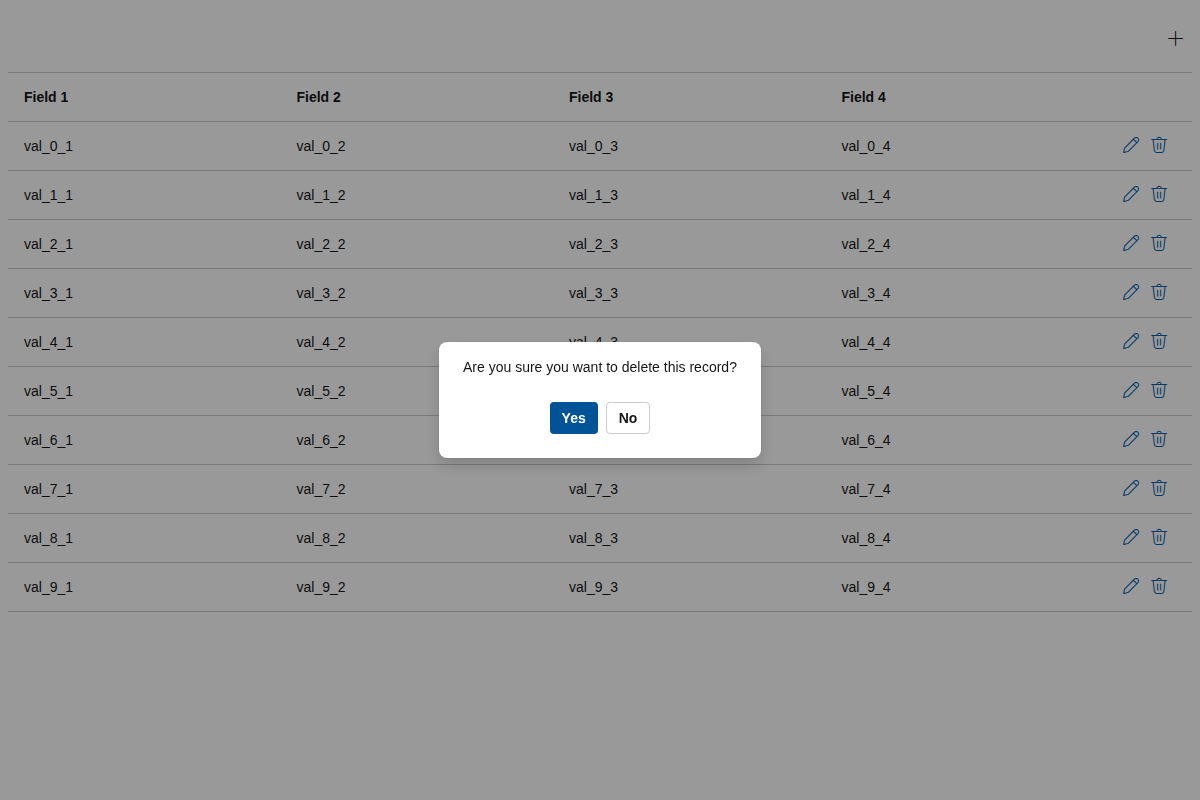 Field 1 Field 2 Field 3 Field 4
val_0_1 val_0_2 val_0_3 val_0_4
val_1_1 val_1_2 val_1_3 val_1_4
val_2_1 val_2_2 val_2_3 val_2_4
val_3_1 val_3_2 val_3_3 val_3_4
val_4_1 val_4_2 val_4_3 val_4_4
Are you sure you want to delete this record?
val_5_1 val_5_2 val_5_4
Yes No
val_6_1 val_6_2 val_6_4
val_7_1 val_7_2 val_7_3 val_7_4
val_8_1 val_8_2 val_8_3 val_8_4
val_9_1 val_9_2 val_9_3 val_9_4